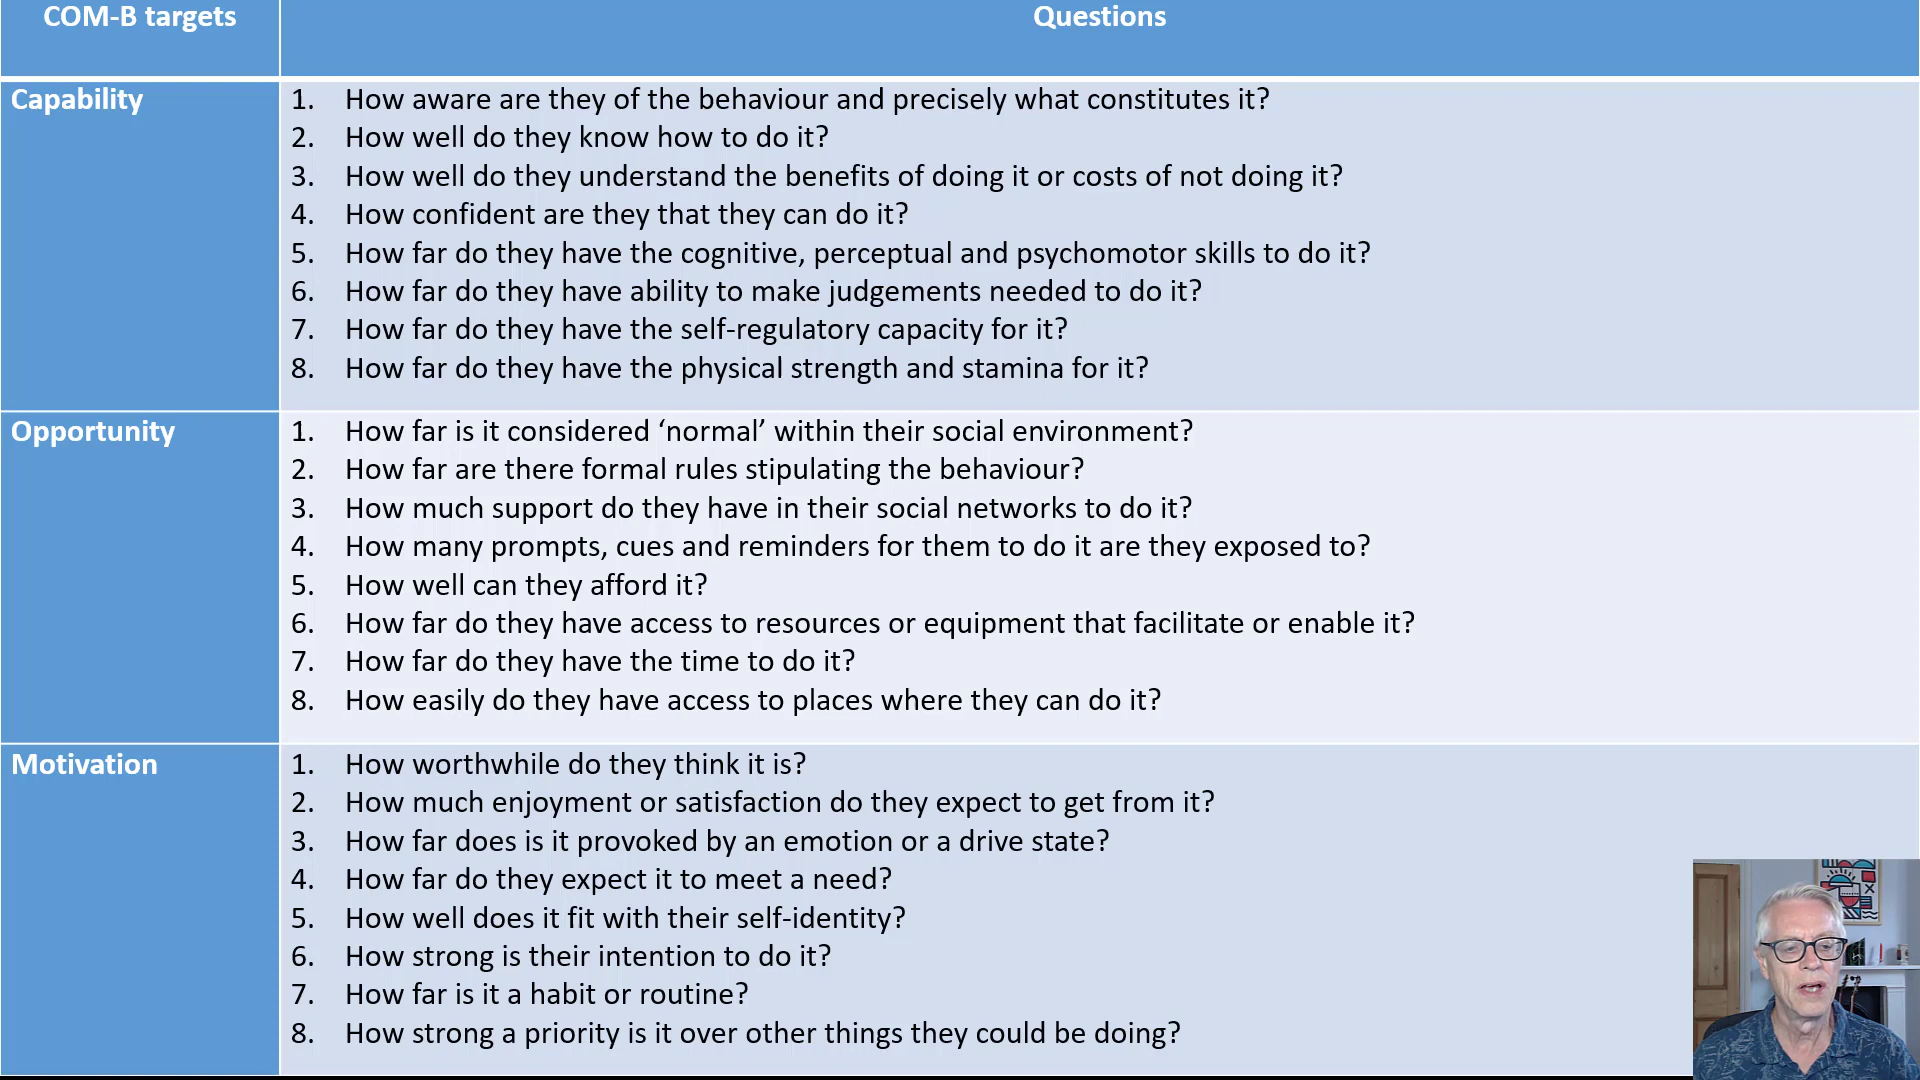 COM-B targets
Questions
Capability
1. How aware are they of the behaviour and precisely what constitutes it?
2. How well do they know how to do it?
3. How well do they understand the benefits of doing it or costs of not doing it?
4. How confident are they that they can do it?
5. How far do they have the cognitive, perceptual and psychomotor skills to do it?
6. How far do they have ability to make judgements needed to do it?
7. How far do they have the self-regulatory capacity for it?
8. How far do they have the physical strength and stamina for it?
Opportunity
1. How far is it considered ‘normal’ within their social environment?
2. How far are there formal rules stipulating the behaviour?
3. How much support do they have in their social networks to do it?
4. How many prompts, cues and reminders for them to do it are they exposed to?
5. How well can they afford it?
6. How far do they have access to resources or equipment that facilitate or enable it?
7. How far do they have the time to do it?
8. How easily do they have access to places where they can do it?
Motivation
1. How worthwhile do they think it is?
2. How much enjoyment or satisfaction do they expect to get from it?
3. How far does is it provoked by an emotion or a drive state?
4. How far do they expect it to meet a need?
5. How well does it fit with their self-identity?
6. How strong is their intention to do it?
7. How far is it a habit or routine?
8. How strong a priority is it over other things they could be doing?